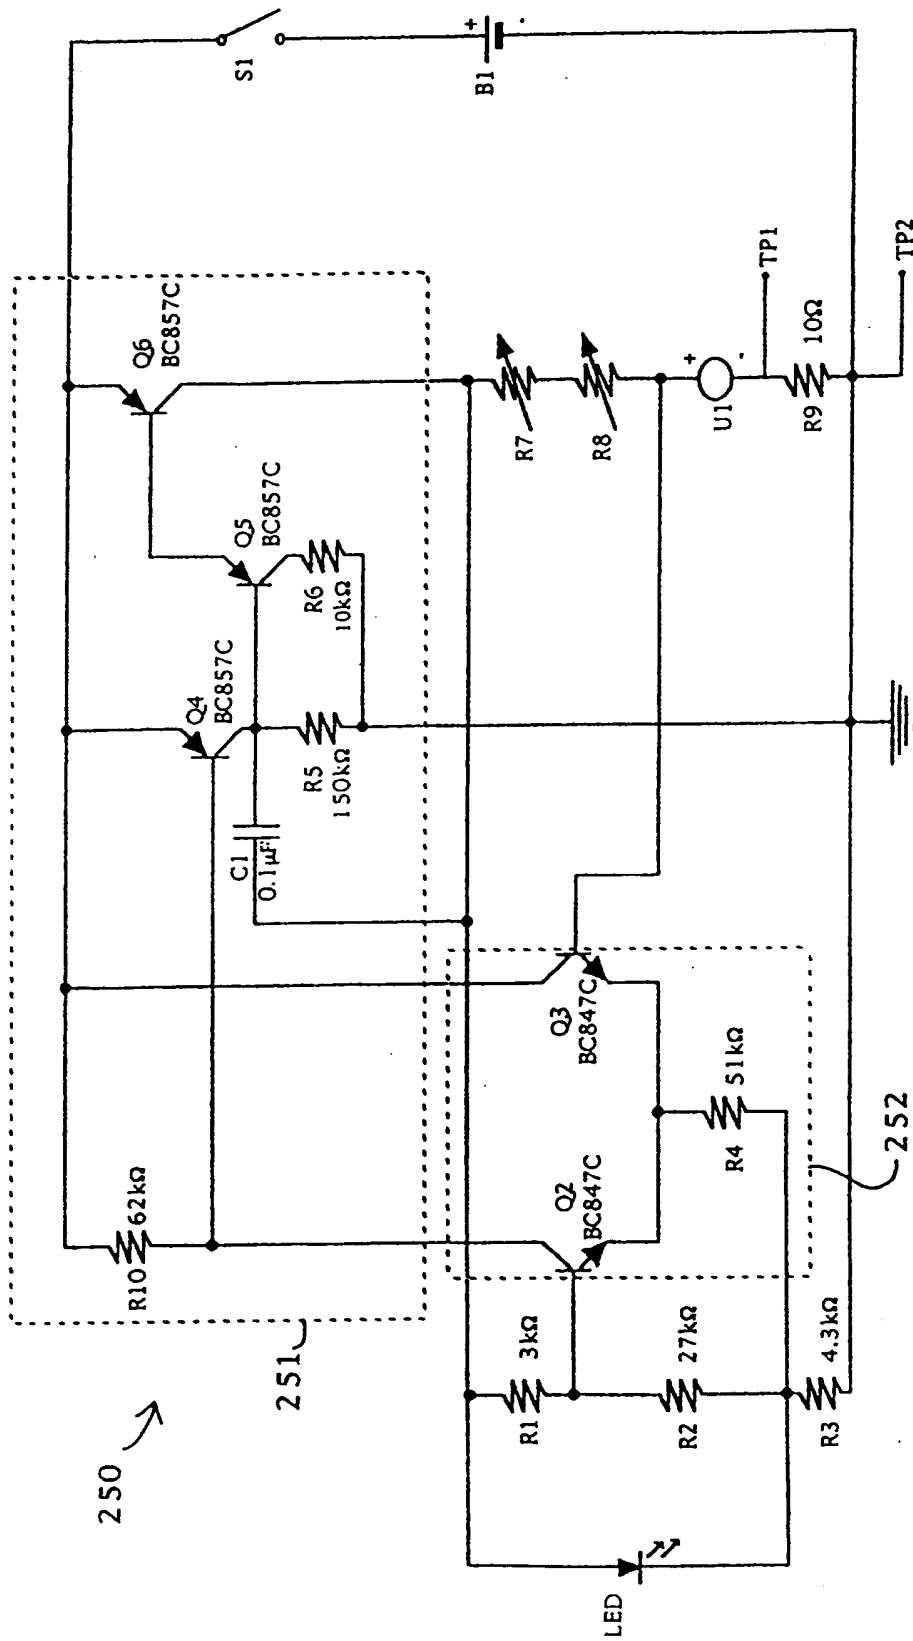 S1
+
B1
Q6
BC857C
Q5
BC857C
Q4
BC857C
R6
10kΩ
R5
150kΩ
C1
0.1μF
R10
62kΩ
251
250
R7
R8
+
U1
TP1
R9
10Ω
TP2
Q3
BC847C
Q2
BC847C
R4
51kΩ
252
R1
3kΩ
R2
27kΩ
R3
4.3kΩ
LED